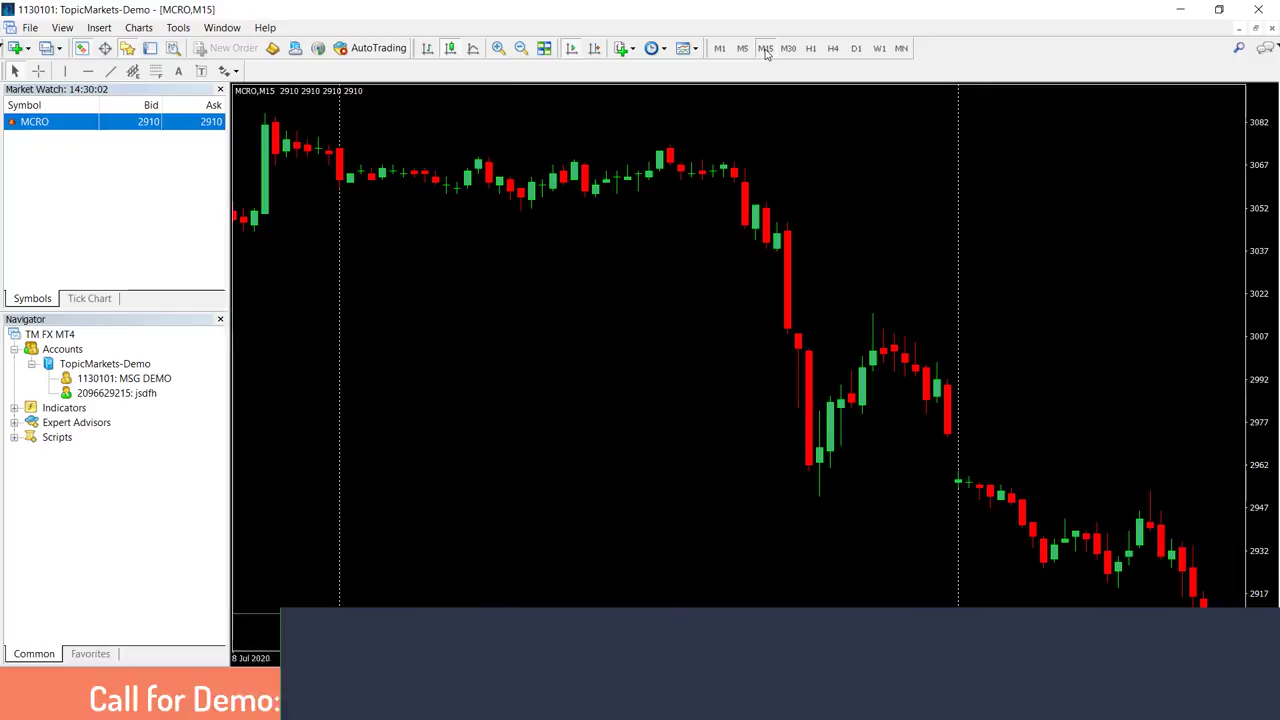 1130101: TopicMarkets-Demo - [MCRO,M15]
File View Insert Charts Tools Window Help
New Order AutoTrading M1 M5 M15 M30 H1 H4 D1 W1 MN
A T
Market Watch: 14:30:02
Symbol Bid Ask
MCRO 2910 2910
Symbols Tick Chart
Navigator
TM FX MT4
Accounts
TopicMarkets-Demo
1130101: MSG DEMO
2096629215: jsdfh
Indicators
Expert Advisors
Scripts
Common Favorites
MCRO,M15 2910 2910 2910 2910
3082
3067
3052
3037
3022
3007
2992
2977
2962
2947
2932
2917
8 Jul 2020
Call for Demo: